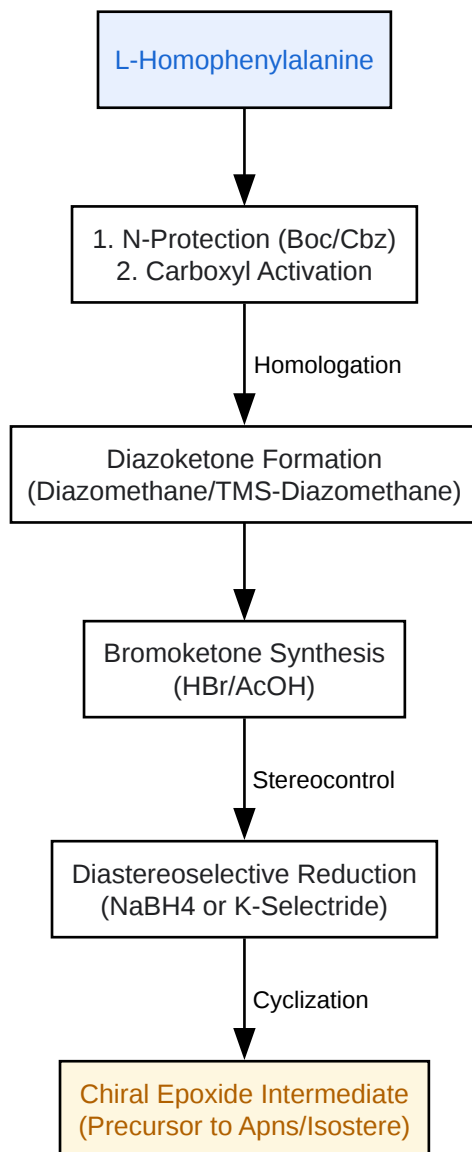 L-Homophenylalanine
1. N-Protection (Boc/Cbz)
2. Carboxyl Activation
Homologation
Diazoketone Formation
(Diazomethane/TMS-Diazomethane)
Bromoketone Synthesis
(HBr/AcOH)
Stereocontrol
Diastereoselective Reduction
(NaBH4 or K-Selectride)
Cyclization
Chiral Epoxide Intermediate
(Precursor to Apns/Isostere)